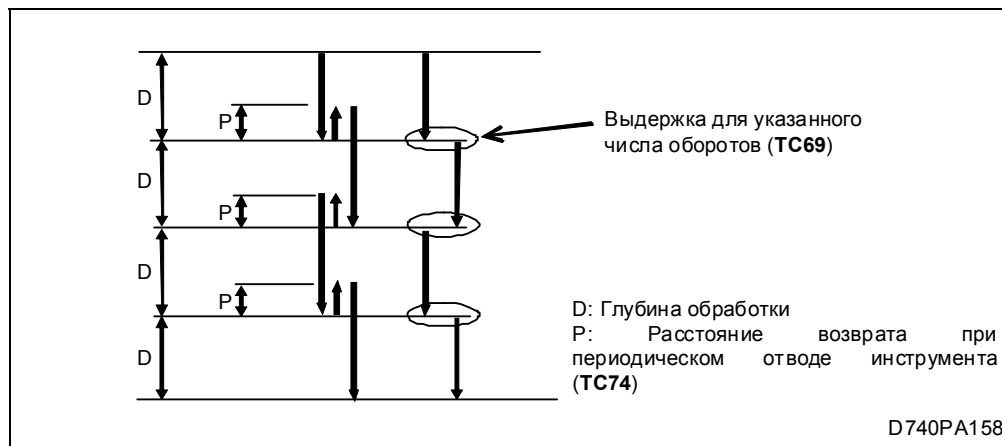 D
P
Выдержка для указанного
числа оборотов (TC69)
D
P
D
P
D: Глубина обработки
P: Расстояние возврата при
периодическом отводе инструмента
(TC74)
D
D740PA158